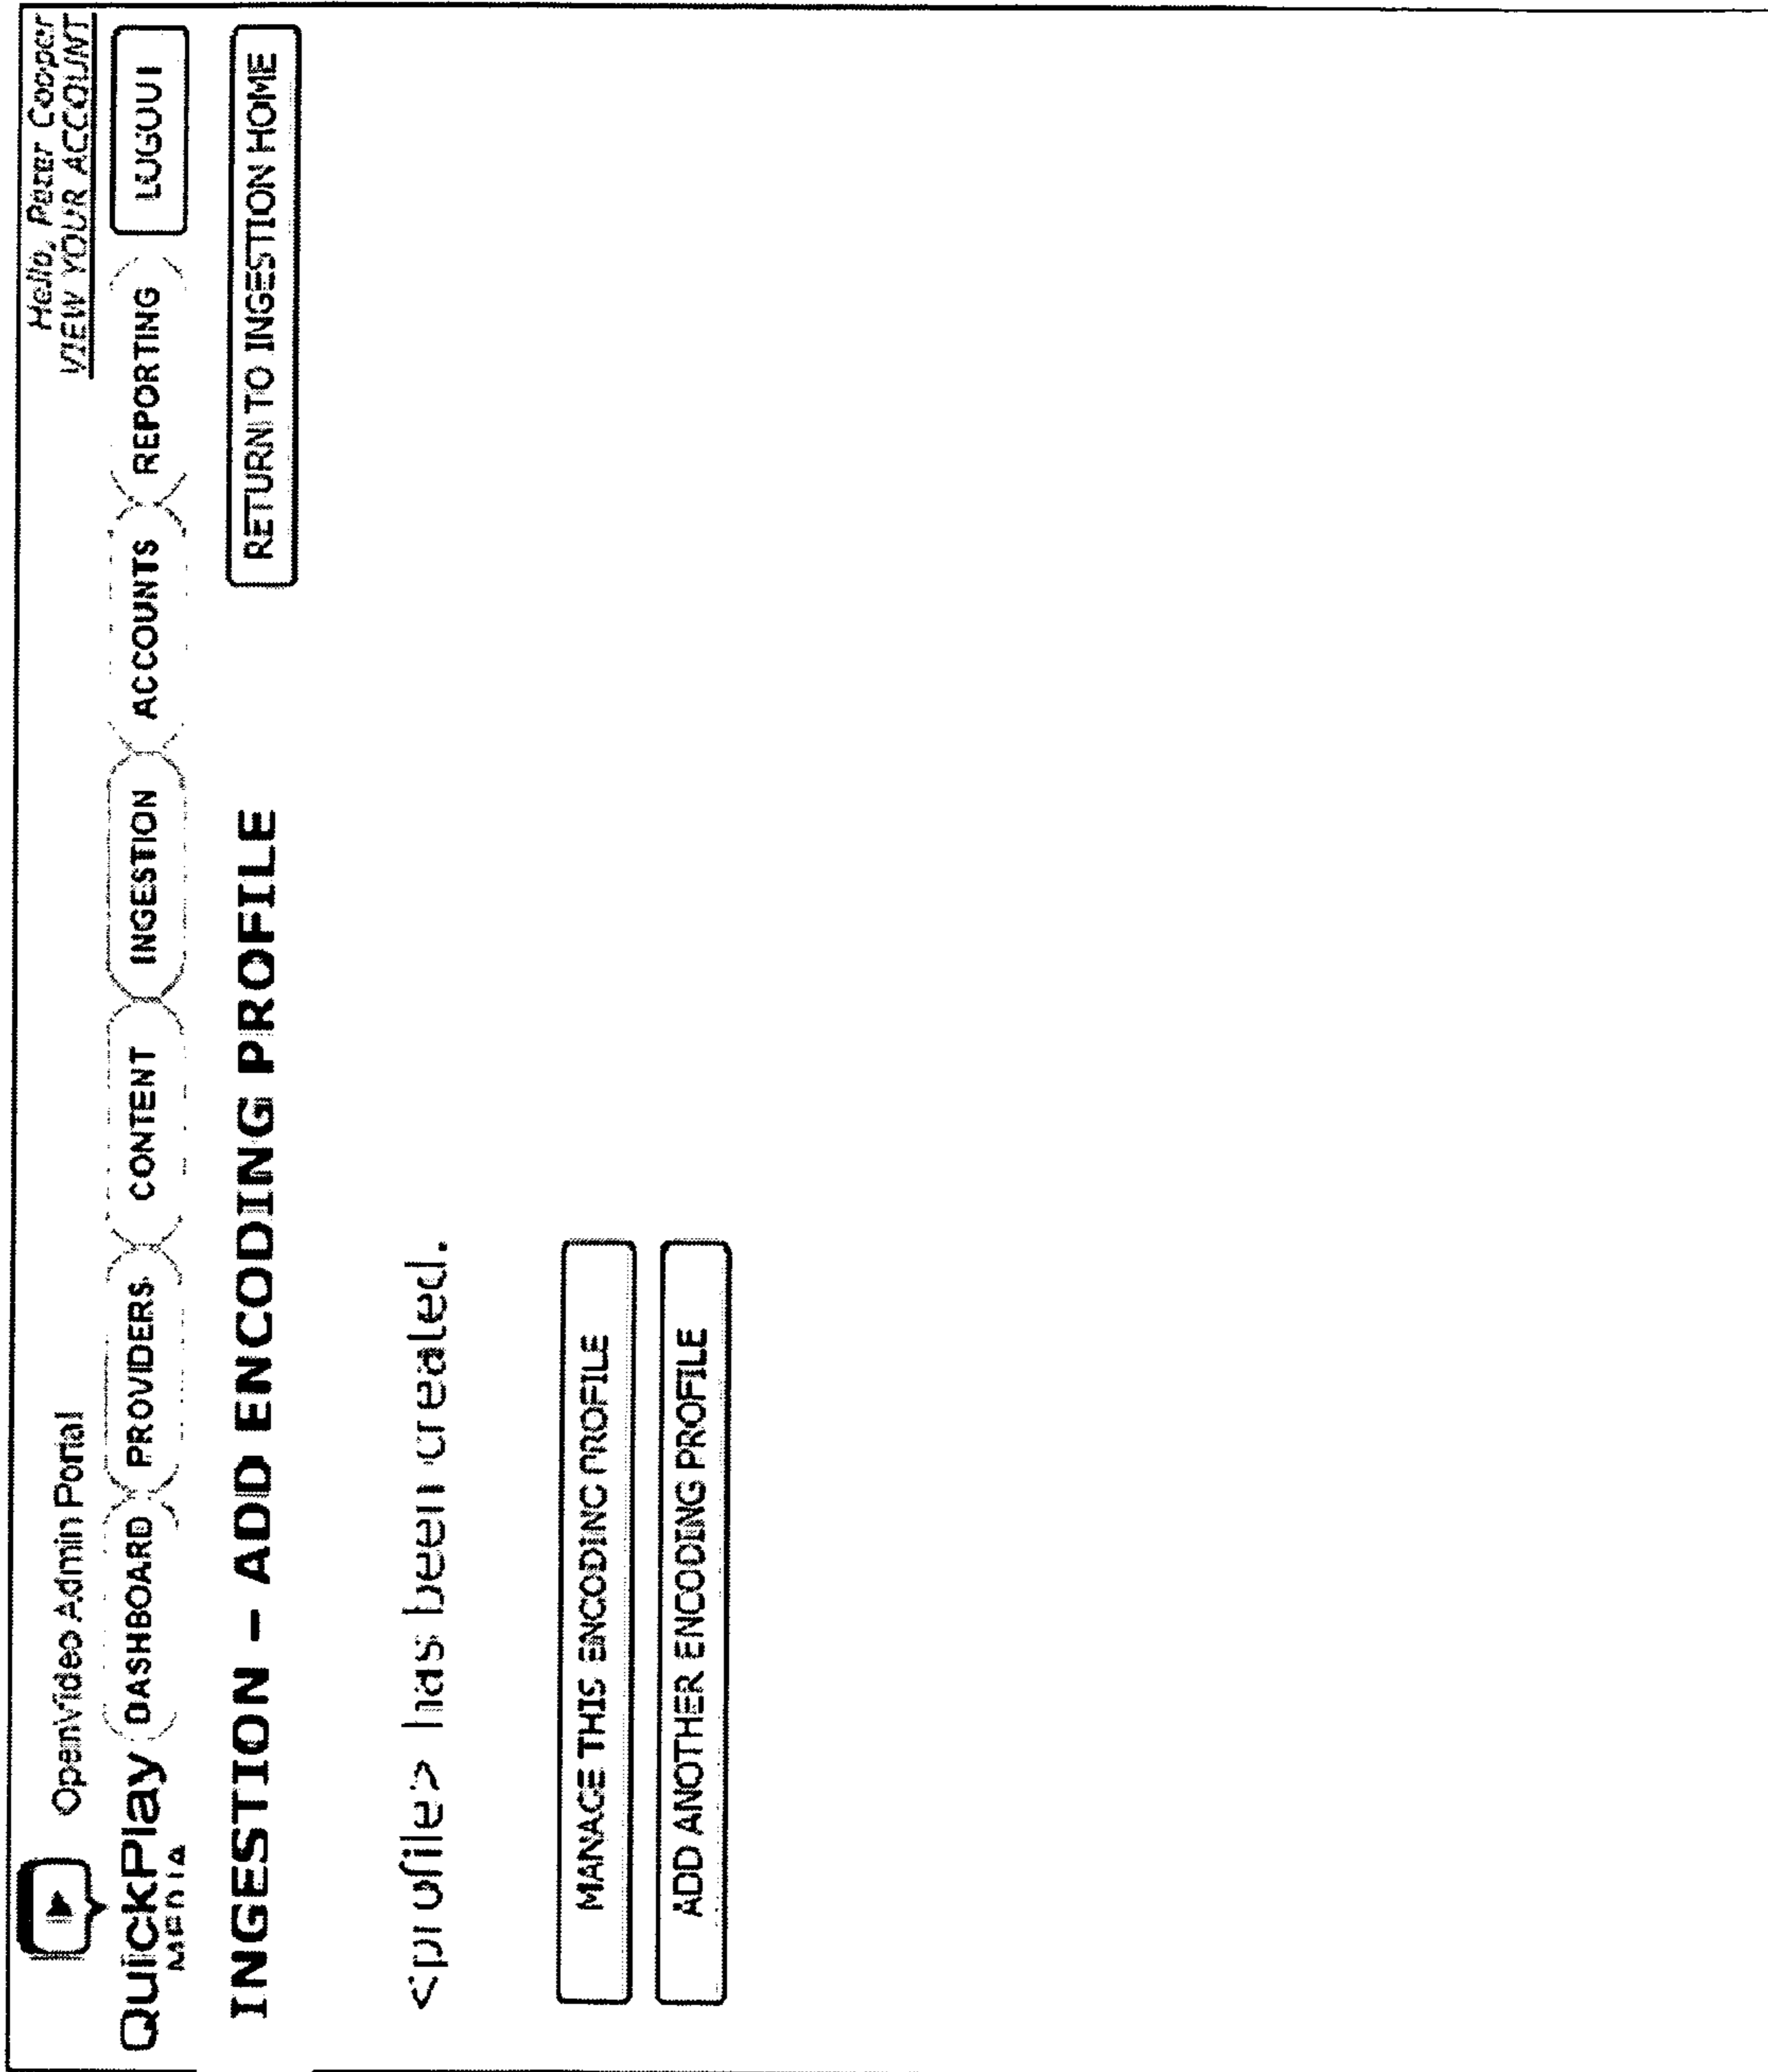 Hello, Peter Cooper
VIEW YOUR ACCOUNT
OpenVideo Admin Portal
QuickPlay
MEDIA
DASHBOARD PROVIDERS CONTENT INGESTION ACCOUNTS REPORTING LOGOUT
INGESTION – ADD ENCODING PROFILE RETURN TO INGESTION HOME
<profile> has been created.
MANAGE THIS ENCODING PROFILE
ADD ANOTHER ENCODING PROFILE